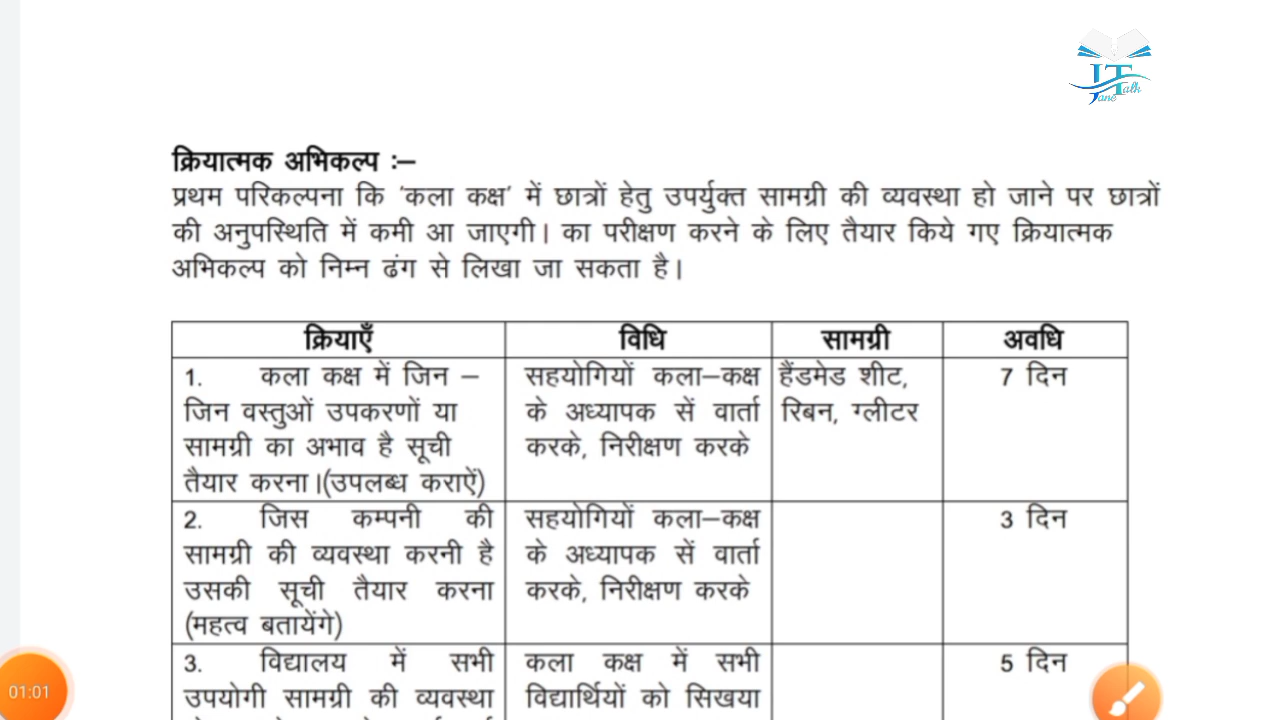 JT
Jane Talk
क्रियात्मक अभिकल्प :–
प्रथम परिकल्पना कि 'कला कक्ष' में छात्रों हेतु उपर्युक्त सामग्री की व्यवस्था हो जाने पर छात्रों
की अनुपस्थिति में कमी आ जाएगी। का परीक्षण करने के लिए तैयार किये गए क्रियात्मक
अभिकल्प को निम्न ढंग से लिखा जा सकता है।
क्रियाएँ विधि सामग्री अवधि
1. कला कक्ष में जिन –
जिन वस्तुओं उपकरणों या
सामग्री का अभाव है सूची
तैयार करना।(उपलब्ध कराऐं)
सहयोगियों कला–कक्ष
के अध्यापक सें वार्ता
करके, निरीक्षण करके
हैंडमेड शीट,
रिबन, ग्लीटर
7 दिन
2. जिस कम्पनी की
सामग्री की व्यवस्था करनी है
उसकी सूची तैयार करना
(महत्व बतायेंगे)
सहयोगियों कला–कक्ष
के अध्यापक सें वार्ता
करके, निरीक्षण करके
3 दिन
3. विद्यालय में सभी
उपयोगी सामग्री की व्यवस्था
कला कक्ष में सभी
विद्यार्थियों को सिखया
5 दिन
01:01